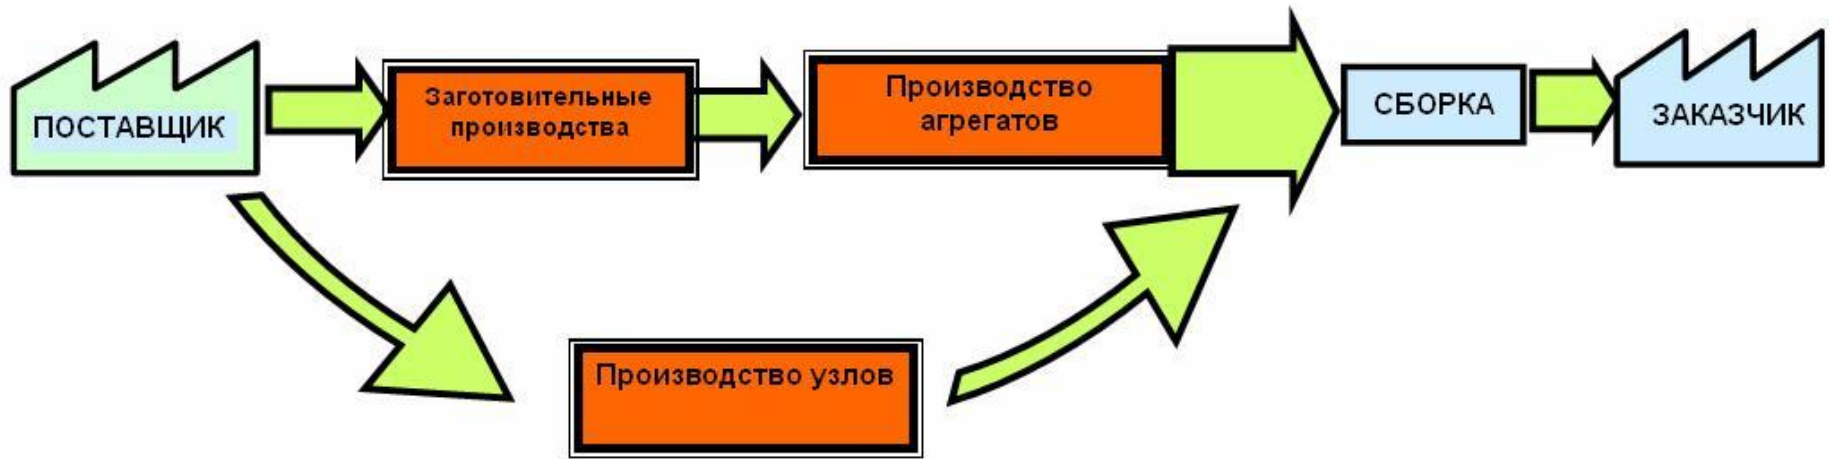 ПОСТАВЩИК
Заготовительные
производства
Производство
агрегатов
СБОРКА
ЗАКАЗЧИК
Производство узлов